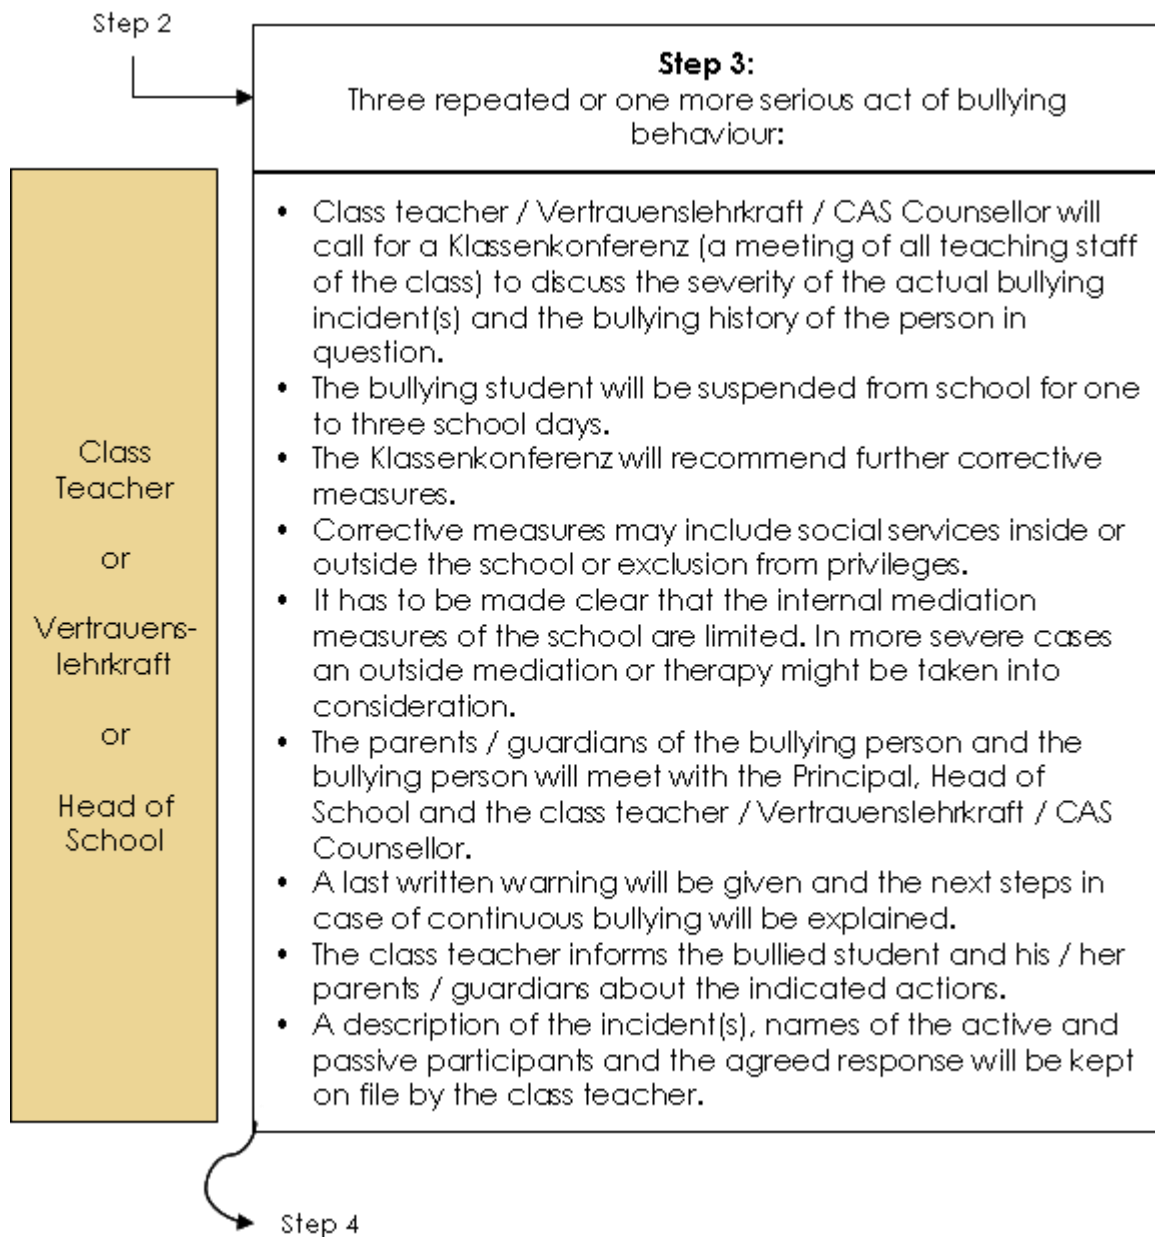 Step 2
Step 3:
Three repeated or one more serious act of bullying
behaviour:
Class
Teacher
or
Vertrauens-
lehrkraft
or
Head of
School
• Class teacher / Vertrauenslehrkraft / CAS Counsellor will
call for a Klassenkonferenz (a meeting of all teaching staff
of the class) to discuss the severity of the actual bullying
incident(s) and the bullying history of the person in
question.
• The bullying student will be suspended from school for one
to three school days.
• The Klassenkonferenz will recommend further corrective
measures.
• Corrective measures may include social services inside or
outside the school or exclusion from privileges.
• It has to be made clear that the internal mediation
measures of the school are limited. In more severe cases
an outside mediation or therapy might be taken into
consideration.
• The parents / guardians of the bullying person and the
bullying person will meet with the Principal, Head of
School and the class teacher / Vertrauenslehrkraft / CAS
Counsellor.
• A last written warning will be given and the next steps in
case of continuous bullying will be explained.
• The class teacher informs the bullied student and his / her
parents / guardians about the indicated actions.
• A description of the incident(s), names of the active and
passive participants and the agreed response will be kept
on file by the class teacher.
Step 4